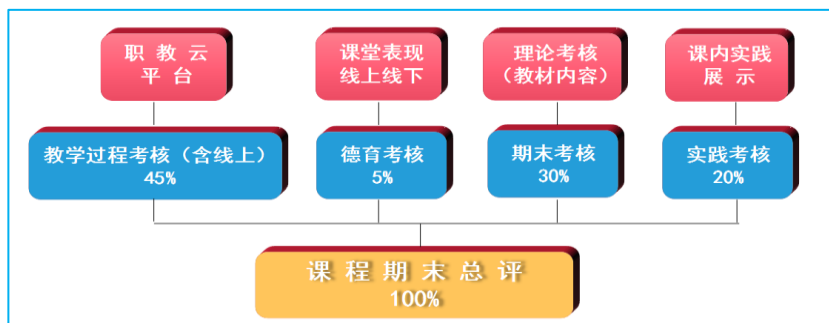 职 教 云
平 台
课堂表现
线上线下
理论考核
（教材内容）
课内实践
展 示
教学过程考核（含线上）
45%
德育考核
5%
期末考核
30%
实践考核
20%
课 程 期 末 总 评
100%